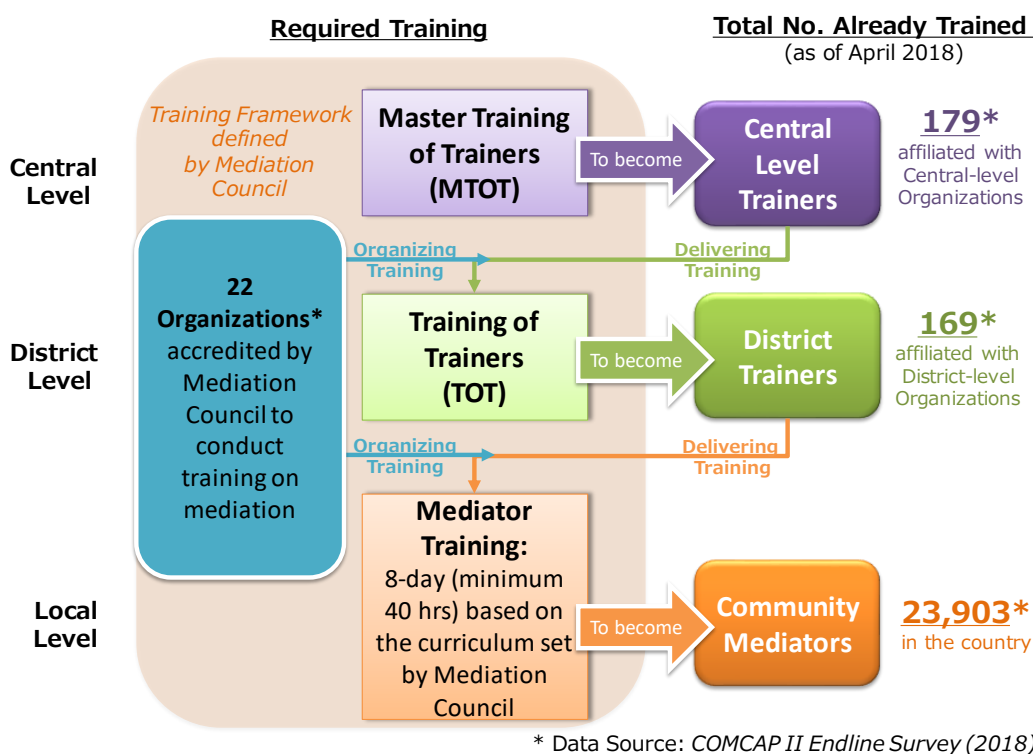 Required Training
Total No. Already Trained
(as of April 2018)
Central
Level
Training Framework
defined
by Mediation
Council
Master Training
of Trainers
(MTOT)
To become
Central
Level
Trainers
179*
affiliated with
Central-level
Organizations
Organizing
Training
Delivering
Training
22
Organizations*
accredited by
Mediation
Council to
conduct
training on
mediation
District
Level
Training of
Trainers
(TOT)
To become
District
Trainers
169*
affiliated with
District-level
Organizations
Organizing
Training
Delivering
Training
Local
Level
Mediator
Training:
8-day (minimum
40 hrs) based on
the curriculum set
by Mediation
Council
To become
Community
Mediators
23,903*
in the country
* Data Source: COMCAP II Endline Survey (2018)